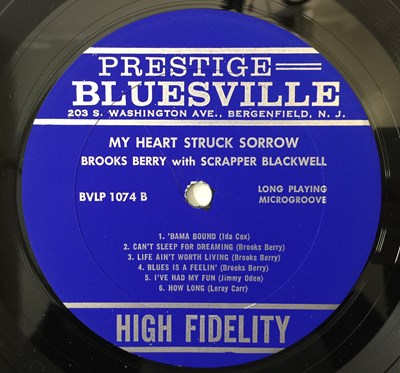 PRESTIGE
BLUESVILLE
203 S. WASHINGTON AVE., BERGENFIELD, N. J.
MY HEART STRUCK SORROW
BROOKS BERRY with SCRAPPER BLACKWELL
BVLP 1074 B
LONG PLAYING
MICROGROOVE
1. 'BAMA BOUND (Ida Cox)
2. CAN'T SLEEP FOR DREAMING (Brooks Berry)
3. LIFE AIN'T WORTH LIVING (Brooks Berry)
4. BLUES IS A FEELIN' (Brooks Berry)
5. I'VE HAD MY FUN (Jimmy Oden)
6. HOW LONG (Leroy Carr)
HIGH FIDELITY